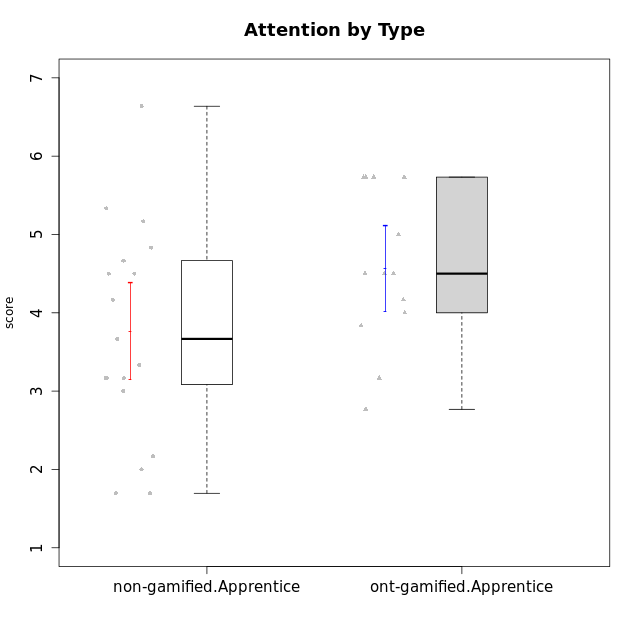 Attention by Type
score
7
6
5
4
3
2
1
non-gamified.Apprentice
ont-gamified.Apprentice